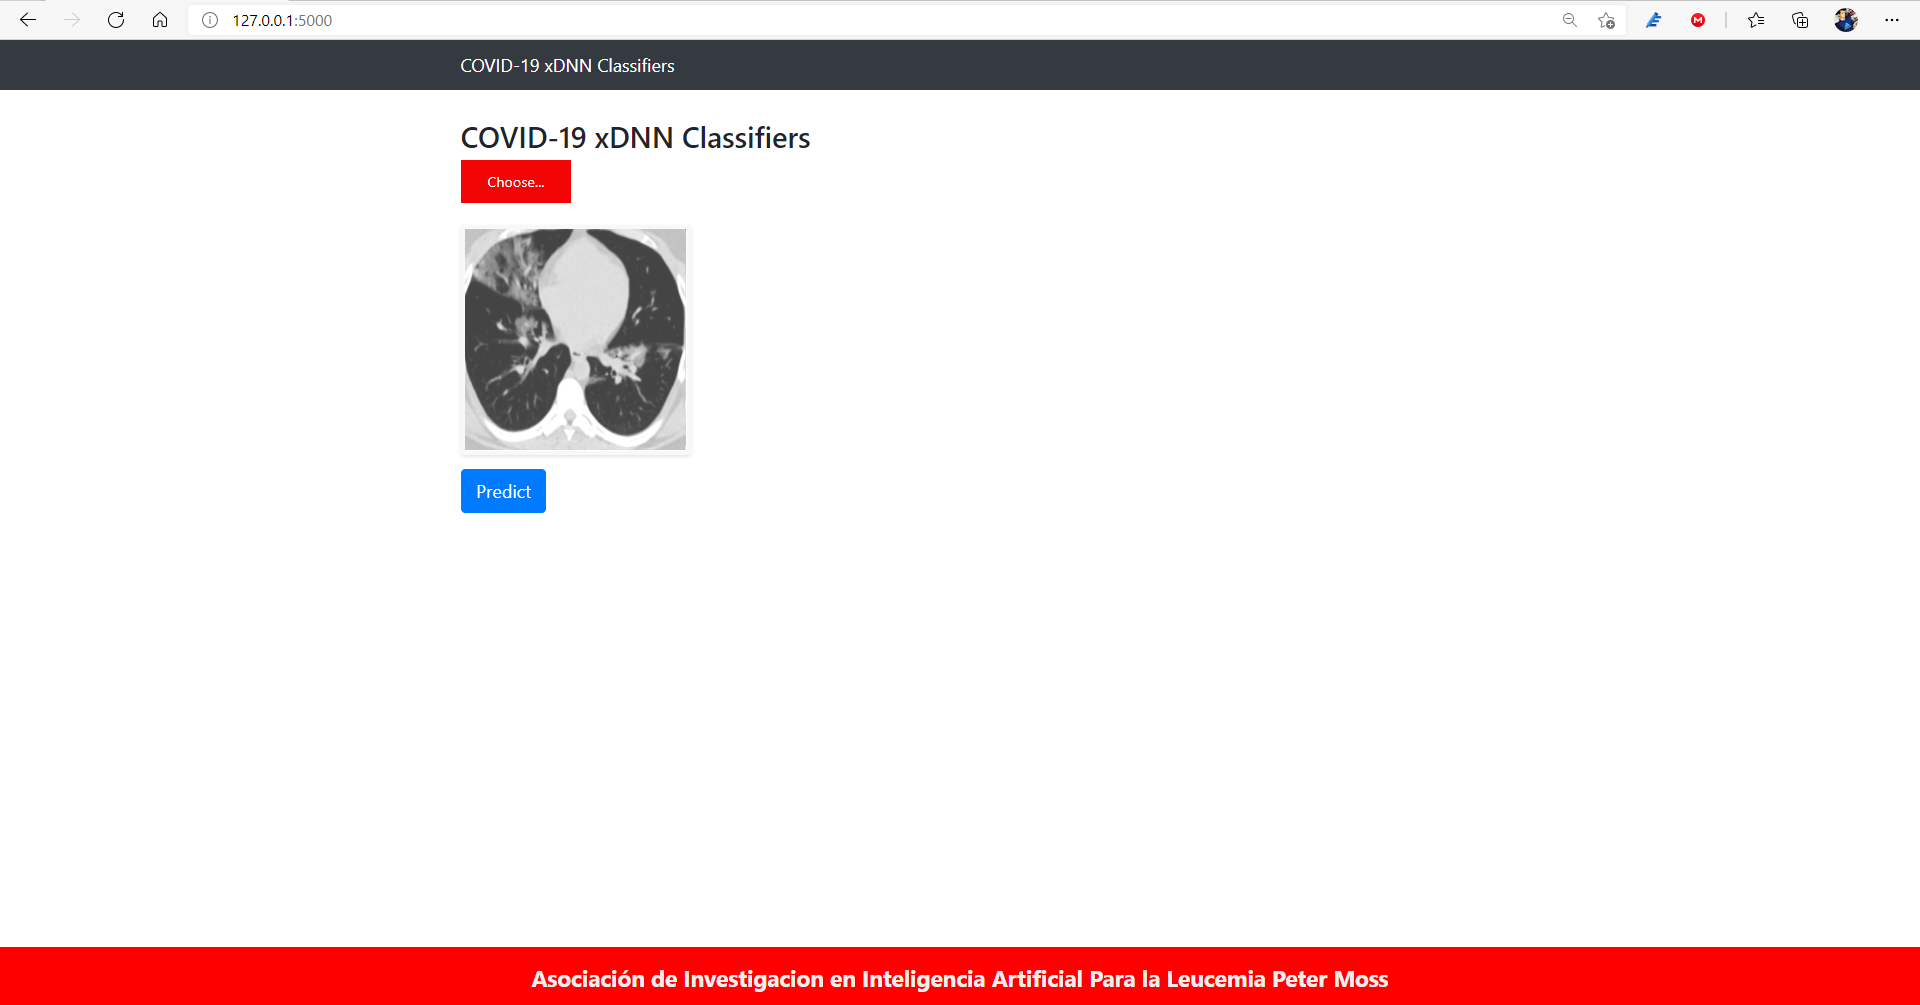 127.0.0.1:5000
COVID-19 xDNN Classifiers
COVID-19 xDNN Classifiers
Choose...
Predict
Asociación de Investigacion en Inteligencia Artificial Para la Leucemia Peter Moss